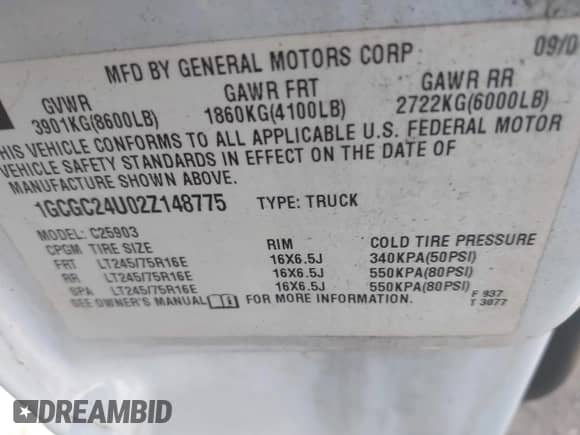 MFD BY GENERAL MOTORS CORP 09/0
GVWR GAWR FRT GAWR RR
3901KG(8600LB) 1860KG(4100LB) 2722KG(6000LB)
HIS VEHICLE CONFORMS TO ALL APPLICABLE U.S. FEDERAL MOTOR
VEHICLE SAFETY STANDARDS IN EFFECT ON THE DATE OF
MANUFACTURE SHOWN ABOVE.
1GCGC24U02Z148775 TYPE: TRUCK
MODEL: C25903
CPGM TIRE SIZE RIM COLD TIRE PRESSURE
FRT LT245/75R16E 16X6.5J 340KPA(50PSI)
RR LT245/75R16E 16X6.5J 550KPA(80PSI)
SPA LT245/75R16E 16X6.5J 550KPA(80PSI)
SEE OWNER'S MANUAL FOR MORE INFORMATION. F 937
T 3077
DREAMBID